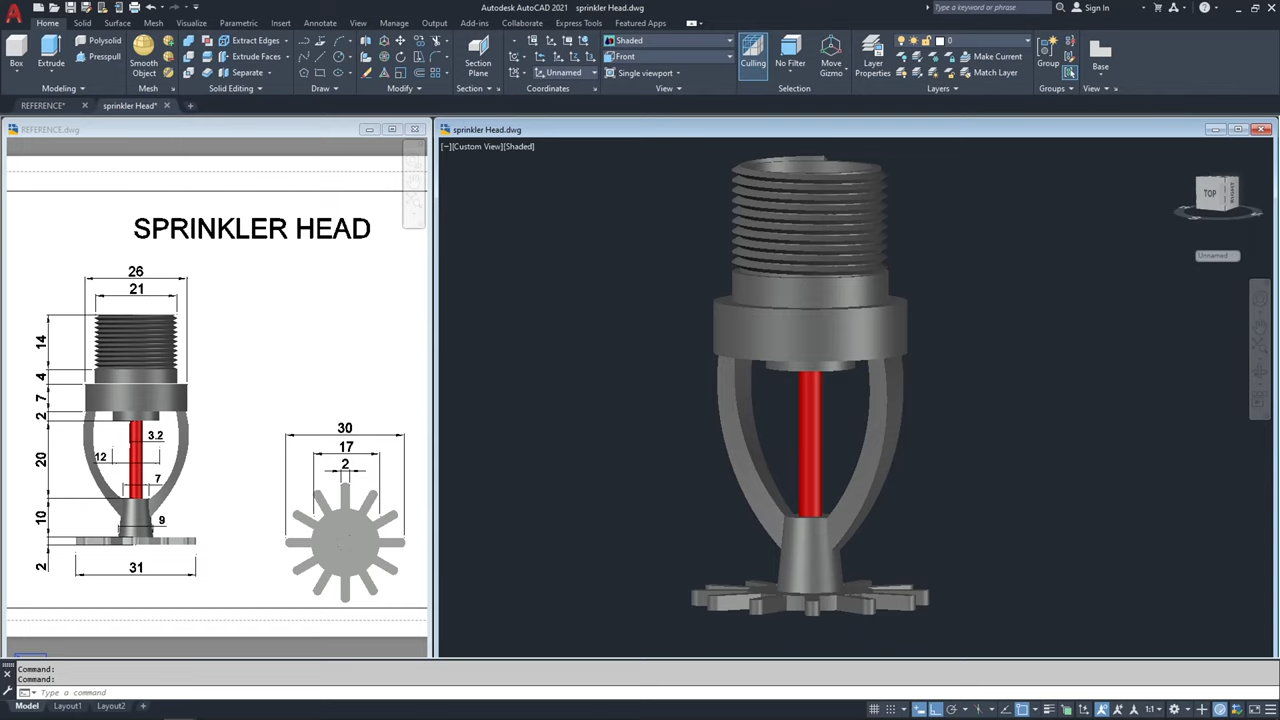 Autodesk AutoCAD 2021 sprinkler Head.dwg
Type a keyword or phrase
Sign In
Home Solid Surface Mesh Visualize Parametric Insert Annotate View Manage Output Add-ins Collaborate Express Tools Featured Apps
Box
Extrude
Polysolid
Presspull
Smooth
Object
Extract Edges
Extrude Faces
Separate
Section
Plane
Unnamed
Shaded
Front
Single viewport
Culling
No Filter
Move
Gizmo
Layer
Properties
0
Make Current
Match Layer
Group
Base
Modeling Mesh Solid Editing Draw Modify Section Coordinates View Selection Layers Groups View
REFERENCE* sprinkler Head*
REFERENCE.dwg
sprinkler Head.dwg
[−][Custom View][Shaded]
TOP
Unnamed
SPRINKLER HEAD
26
21
14
4
7
2
3.2
20
12
7
10
9
2
31
30
17
2
Command:
Command:
Type a command
Model Layout1 Layout2
1:1